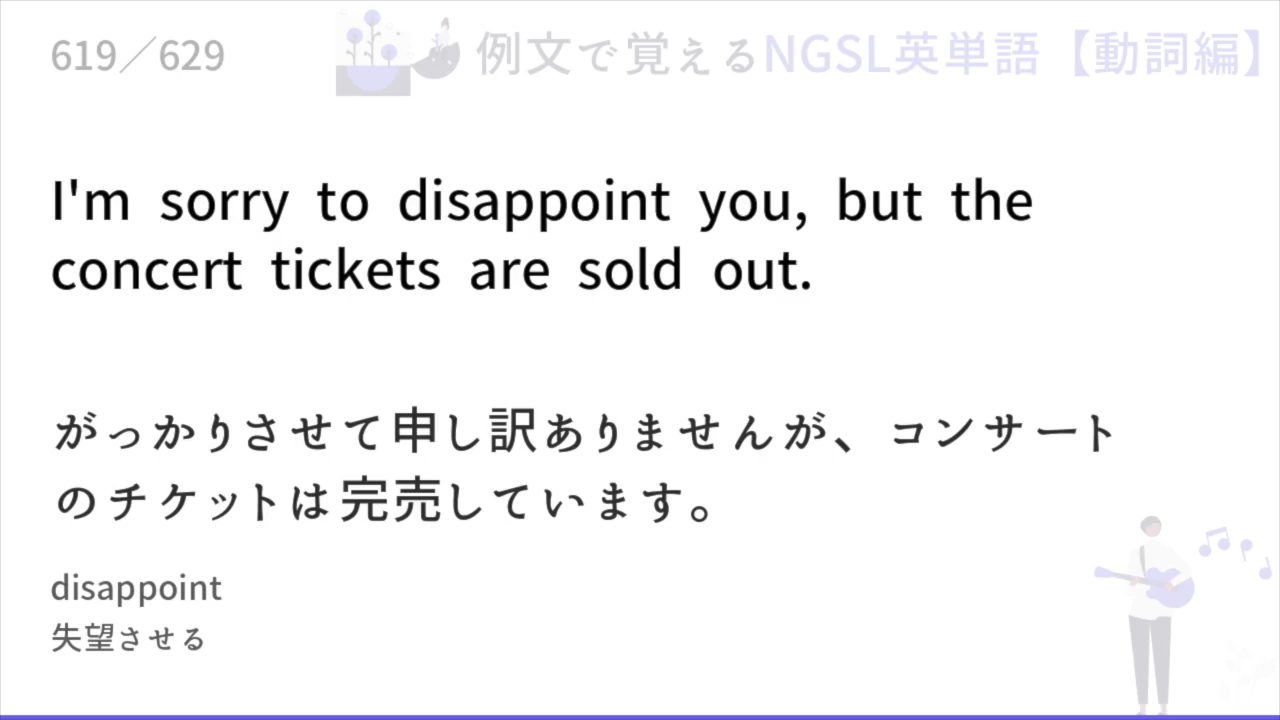 619／629
例文で覚えるNGSL英単語【動詞編】
I'm sorry to disappoint you, but the
concert tickets are sold out.
がっかりさせて申し訳ありませんが、コンサート
のチケットは完売しています。
disappoint
失望させる